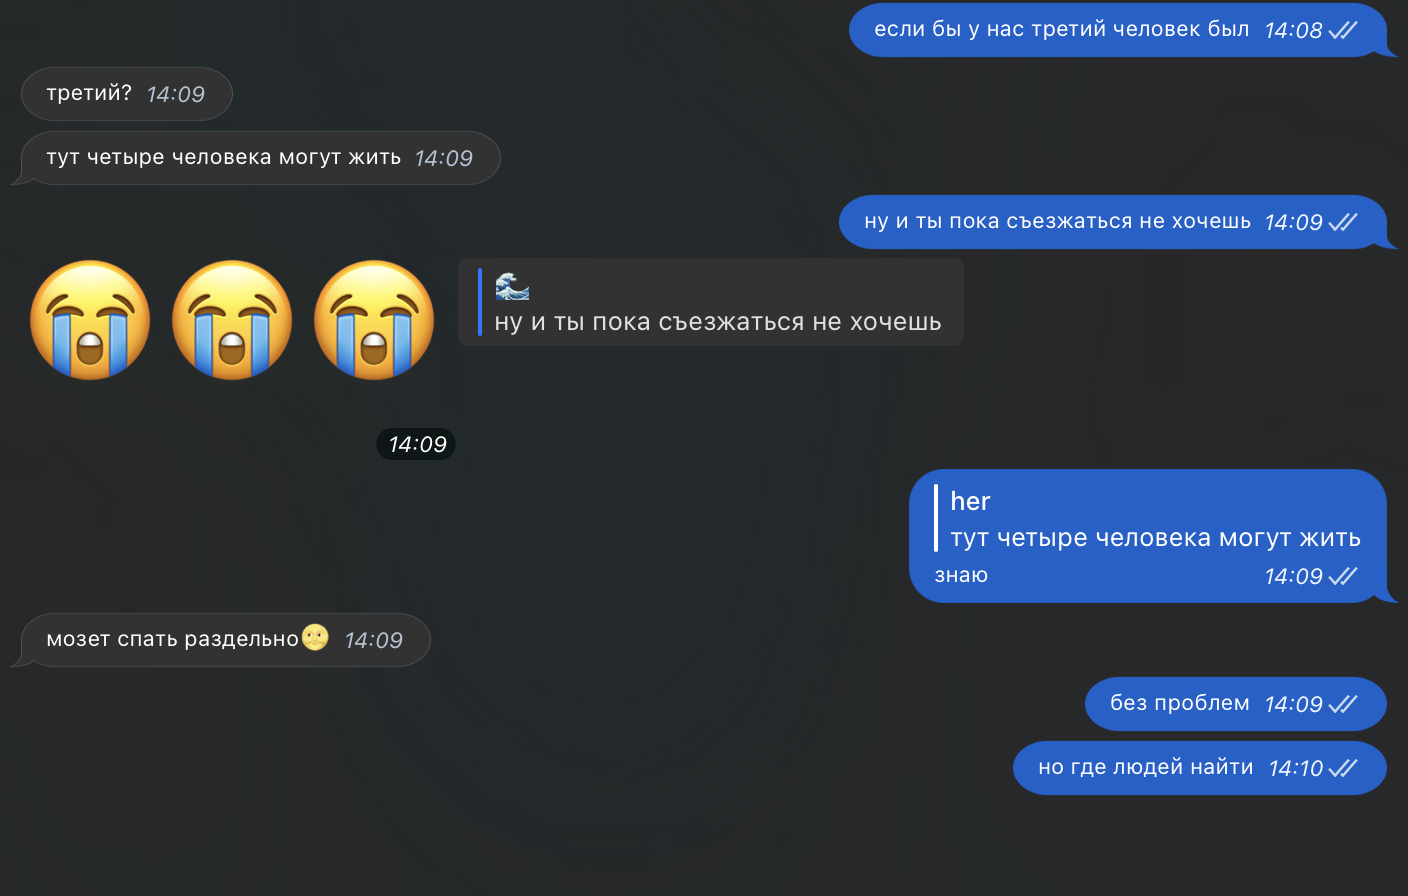 если бы у нас третий человек был 14:08
третий? 14:09
тут четыре человека могут жить 14:09
ну и ты пока съезжаться не хочешь 14:09
😭😭😭
🌊
ну и ты пока съезжаться не хочешь
14:09
her
тут четыре человека могут жить
знаю 14:09
мозет спать раздельно🌝 14:09
без проблем 14:09
но где людей найти 14:10